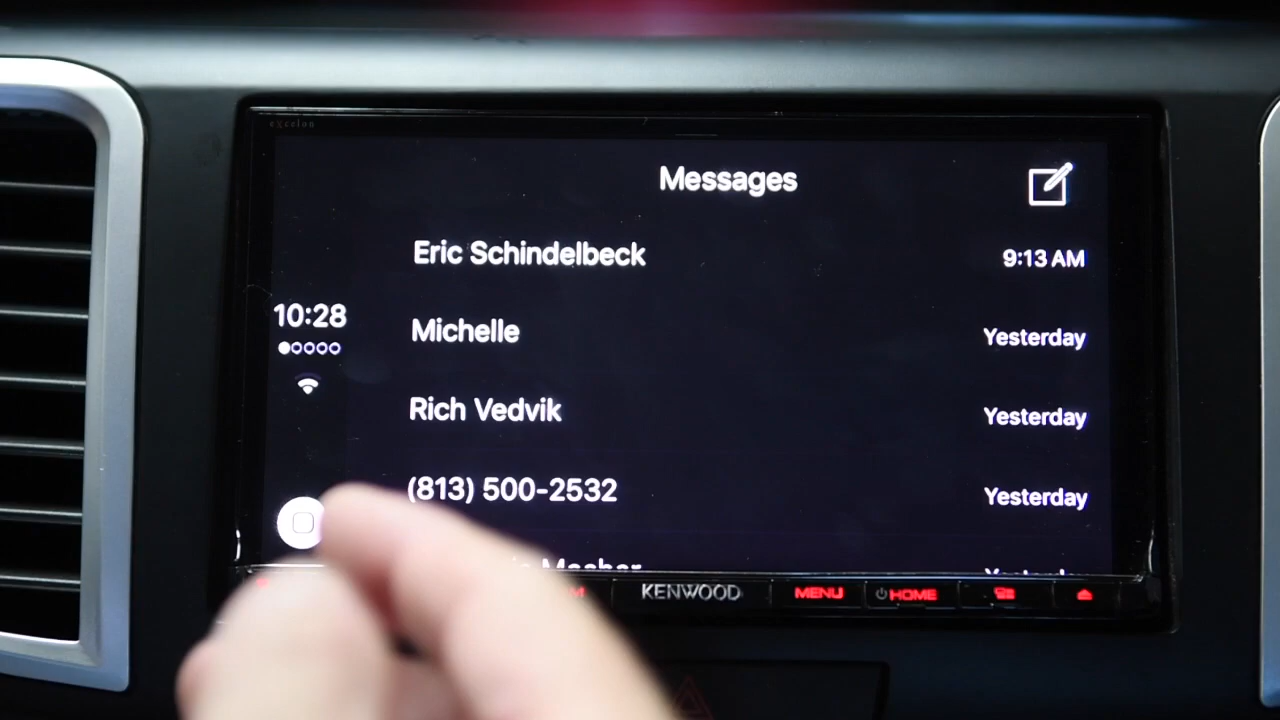 eXcelon
Messages
Eric Schindelbeck
9:13 AM
10:28
Michelle
Yesterday
Rich Vedvik
Yesterday
(813) 500-2532
Yesterday
KENWOOD
MENU
HOME